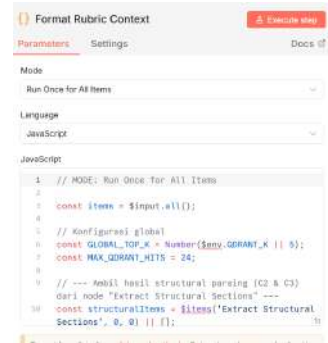 Format Rubric Context
Execute step
Parameters
Settings
Docs
Mode
Run Once for All Items
Language
JavaScript
JavaScript
1 // MODE: Run Once for All Items
2
3 const items = $input.all();
4
5 // Konfigurasi global
6 const GLOBAL_TOP_K = Number($env.QDRANT_K || 5);
7 const MAX_QDRANT_HITS = 24;
8
9 // --- Ambil hasil structural parsing (C2 & C3)
dari node "Extract Structural Sections" ---
10 const structuralItems = $items('Extract Structural
Sections', 0, 0) || [];